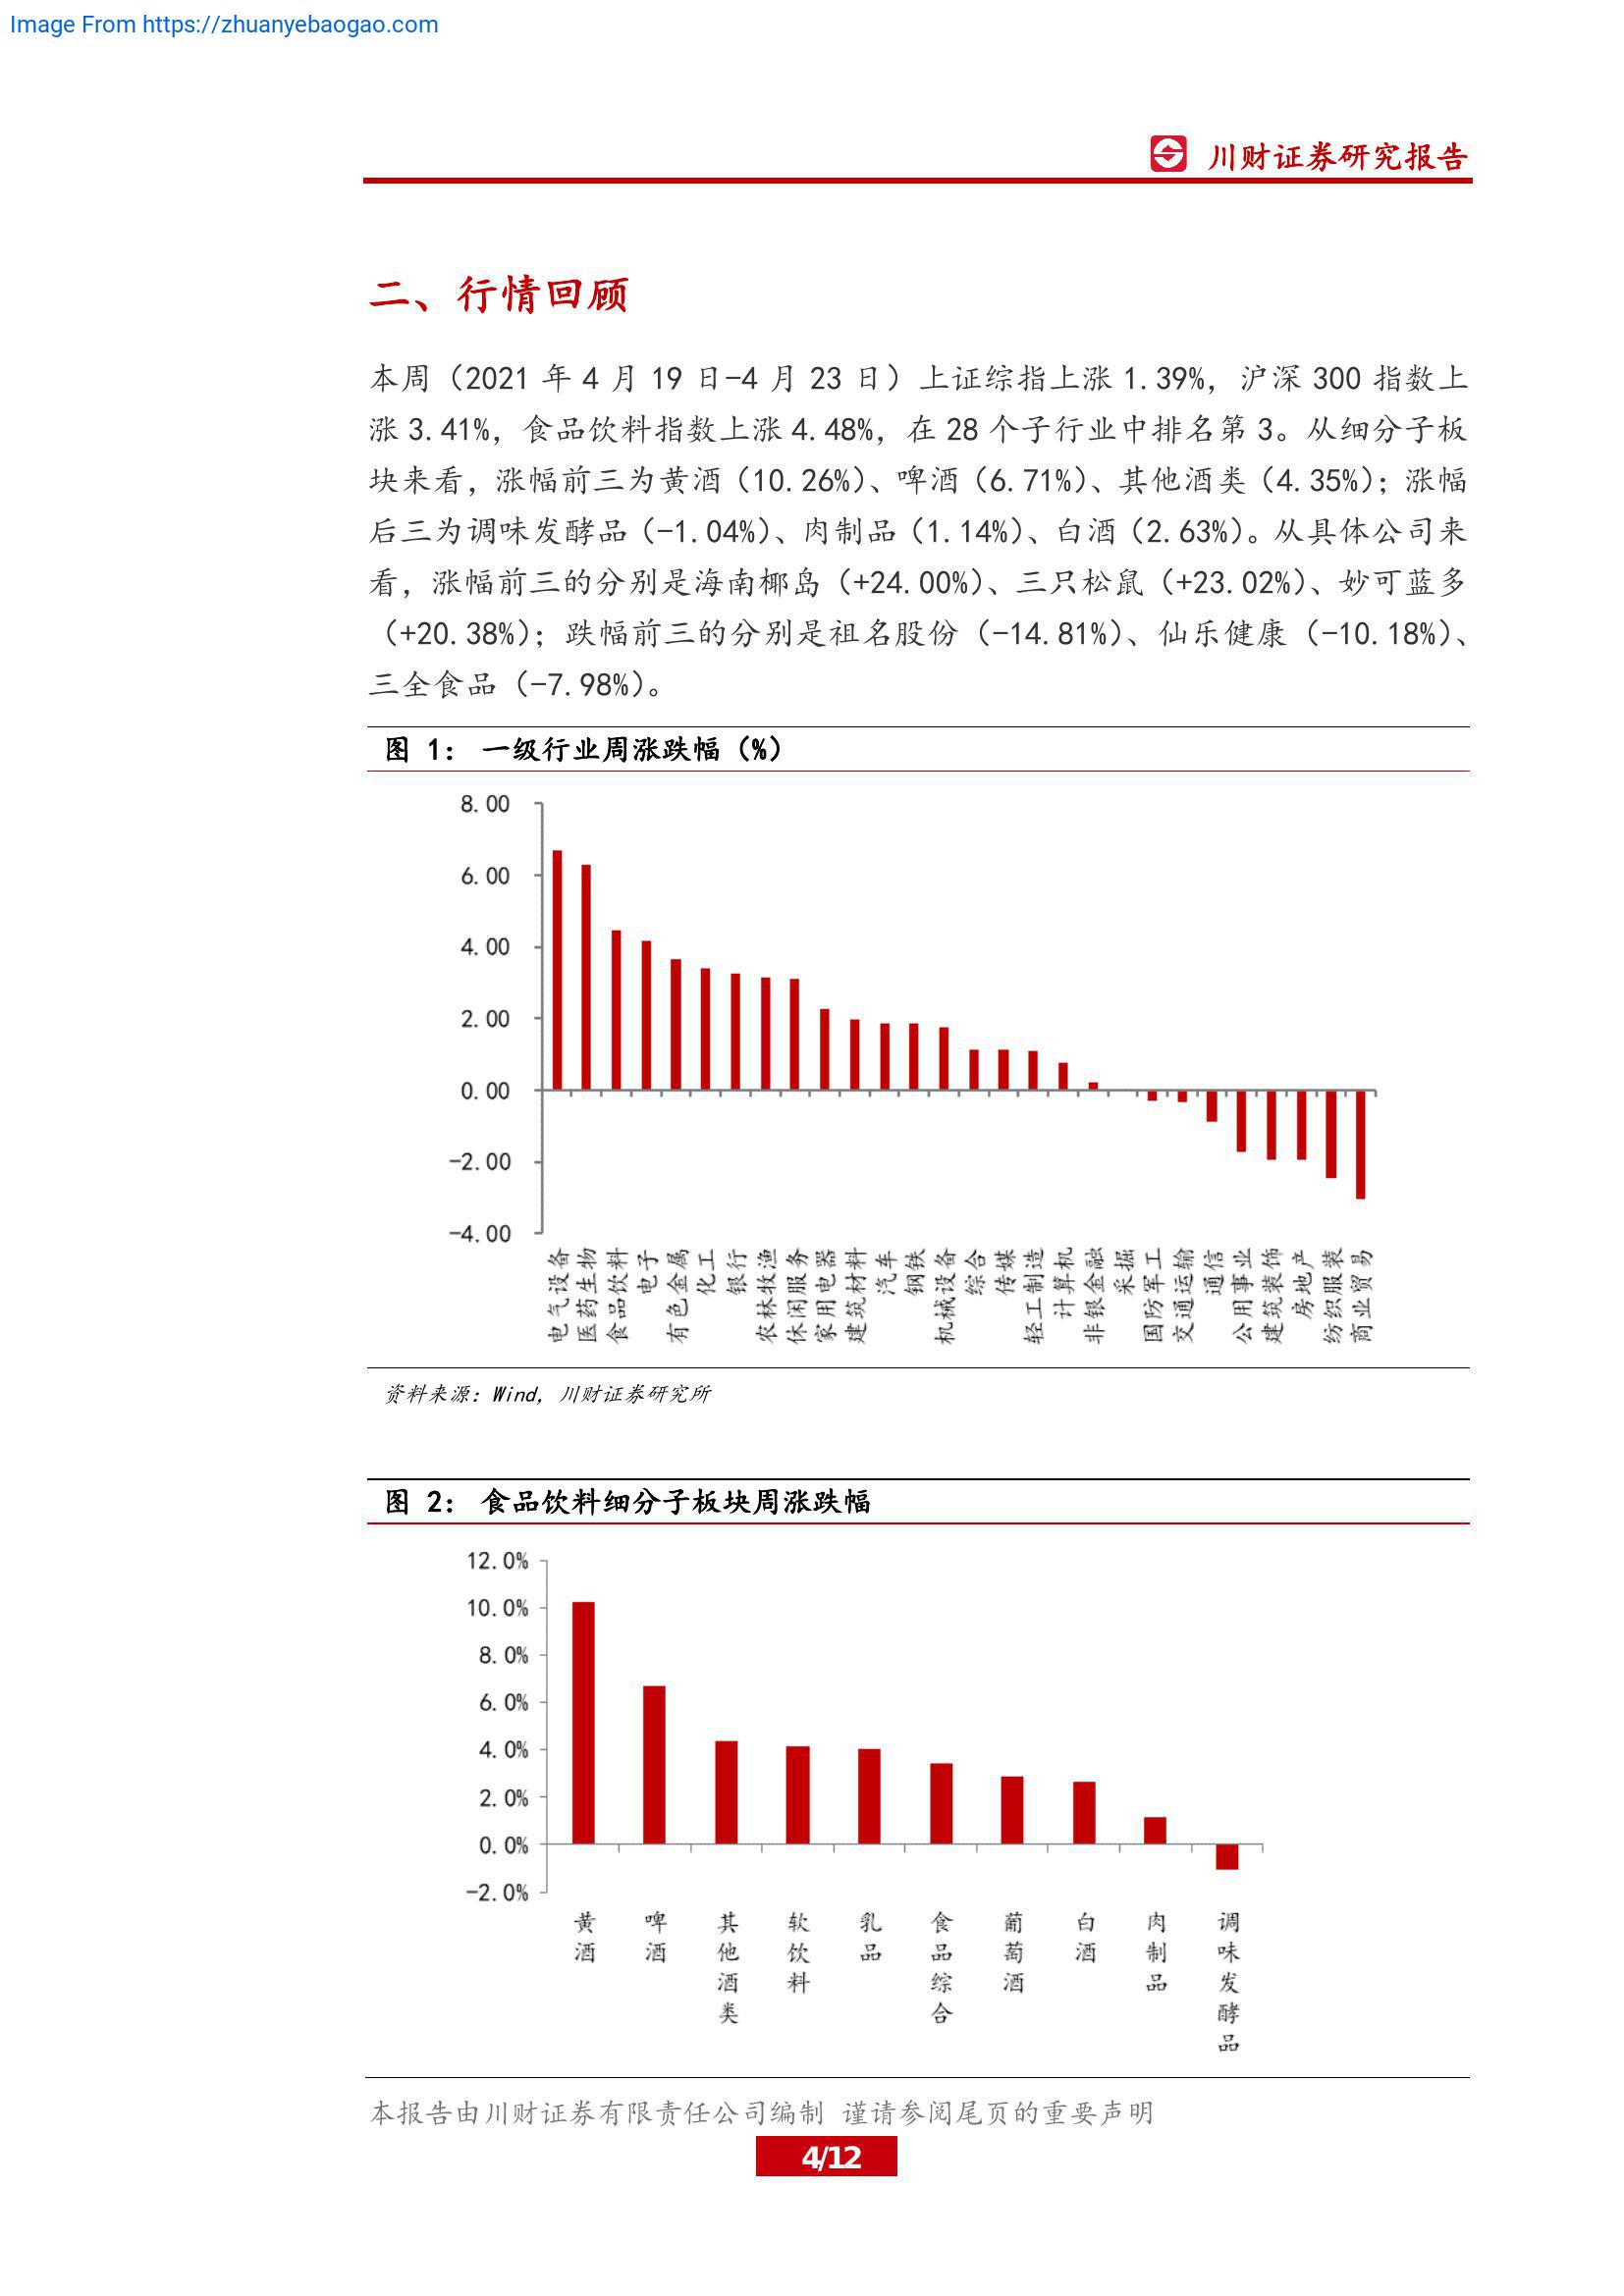 Image From https://zhuanyebaogao.com
川财证券研究报告
二、行情回顾
本周（2021 年 4 月 19 日-4 月 23 日）上证综指上涨 1.39%，沪深 300 指数上
涨 3.41%，食品饮料指数上涨 4.48%，在 28 个子行业中排名第 3。从细分子板
块来看，涨幅前三为黄酒（10.26%）、啤酒（6.71%）、其他酒类（4.35%）；涨幅
后三为调味发酵品（-1.04%）、肉制品（1.14%）、白酒（2.63%）。从具体公司来
看，涨幅前三的分别是海南椰岛（+24.00%）、三只松鼠（+23.02%）、妙可蓝多
（+20.38%）；跌幅前三的分别是祖名股份（-14.81%）、仙乐健康（-10.18%）、
三全食品（-7.98%）。
图 1： 一级行业周涨跌幅（%）
8.00
6.00
4.00
2.00
0.00
-2.00
-4.00
电气设备
医药生物
食品饮料
电子
有色金属
化工
银行
农林牧渔
休闲服务
家用电器
建筑材料
汽车
钢铁
机械设备
综合
传媒
轻工制造
计算机
非银金融
采掘
国防军工
交通运输
通信
公用事业
建筑装饰
房地产
纺织服装
商业贸易
资料来源：Wind，川财证券研究所
图 2： 食品饮料细分子板块周涨跌幅
12.0%
10.0%
8.0%
6.0%
4.0%
2.0%
0.0%
-2.0%
黄酒
啤酒
其他酒类
软饮料
乳品
食品综合
葡萄酒
白酒
肉制品
调味发酵品
本报告由川财证券有限责任公司编制 谨请参阅尾页的重要声明
4/12